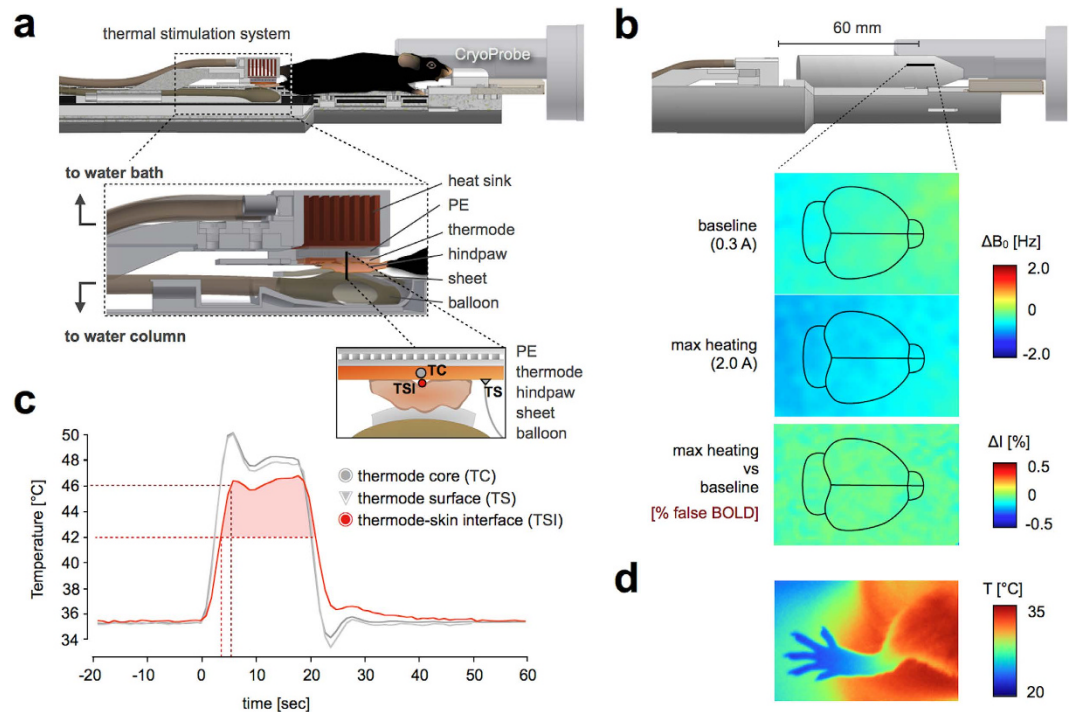 a
thermal stimulation system
CryoProbe
to water bath
heat sink
PE
thermode
hindpaw
sheet
balloon
to water column
PE
thermode
hindpaw
sheet
balloon
TC
TSI
TS
b
60 mm
baseline
(0.3 A)
max heating
(2.0 A)
max heating
vs
baseline
[% false BOLD]
ΔB₀ [Hz]
2.0
-2.0
ΔI [%]
0.5
-0.5
c
Temperature [°C]
50
48
46
44
42
40
38
36
34
thermode core (TC)
thermode surface (TS)
thermode-skin interface (TSI)
-20 -10 0 10 20 30 40 50 60
time [sec]
d
T [°C]
35
20